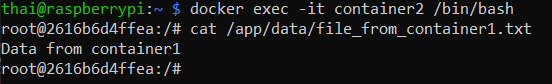 thai@raspberrypi:~ $ docker exec -it container2 /bin/bash
root@2616b6d4ffea:/# cat /app/data/file_from_container1.txt
Data from container1
root@2616b6d4ffea:/#